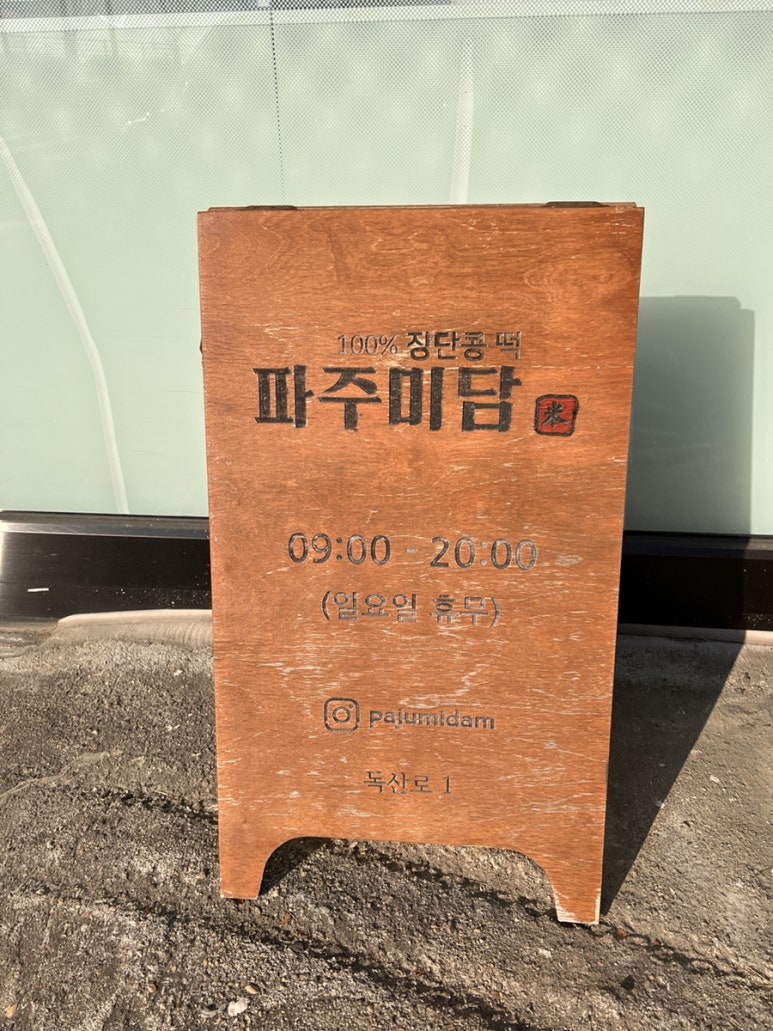 100% 장단콩 떡
파주미담 米
09:00 - 20:00
(일요일 휴무)
pajumidam
독산로 1